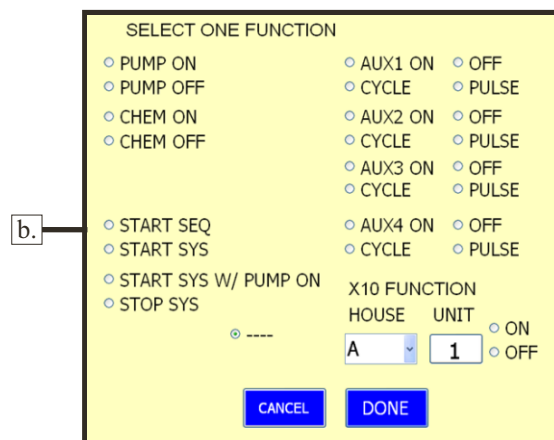 SELECT ONE FUNCTION
PUMP ON
PUMP OFF
CHEM ON
CHEM OFF
AUX1 ON OFF
CYCLE PULSE
AUX2 ON OFF
CYCLE PULSE
AUX3 ON OFF
CYCLE PULSE
b.
START SEQ
START SYS
START SYS W/ PUMP ON
STOP SYS
AUX4 ON OFF
CYCLE PULSE
X10 FUNCTION
HOUSE UNIT
A 1
ON
OFF
----
CANCEL DONE